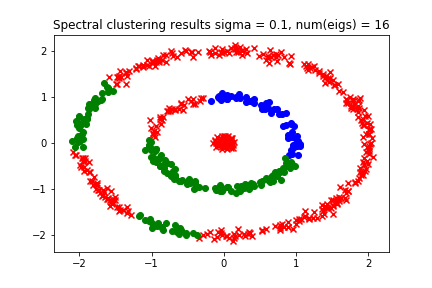 Spectral clustering results sigma = 0.1, num(eigs) = 16
2
1
0
−1
−2
−2 −1 0 1 2